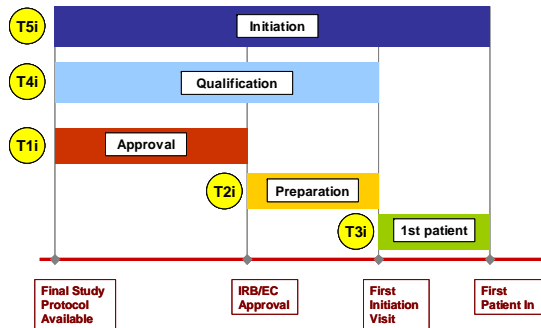 T5i
Initiation
T4i
Qualification
T1i
Approval
T2i
Preparation
T3i
1st patient
Final Study
Protocol
Available
IRB/EC
Approval
First
Initiation
Visit
First
Patient In